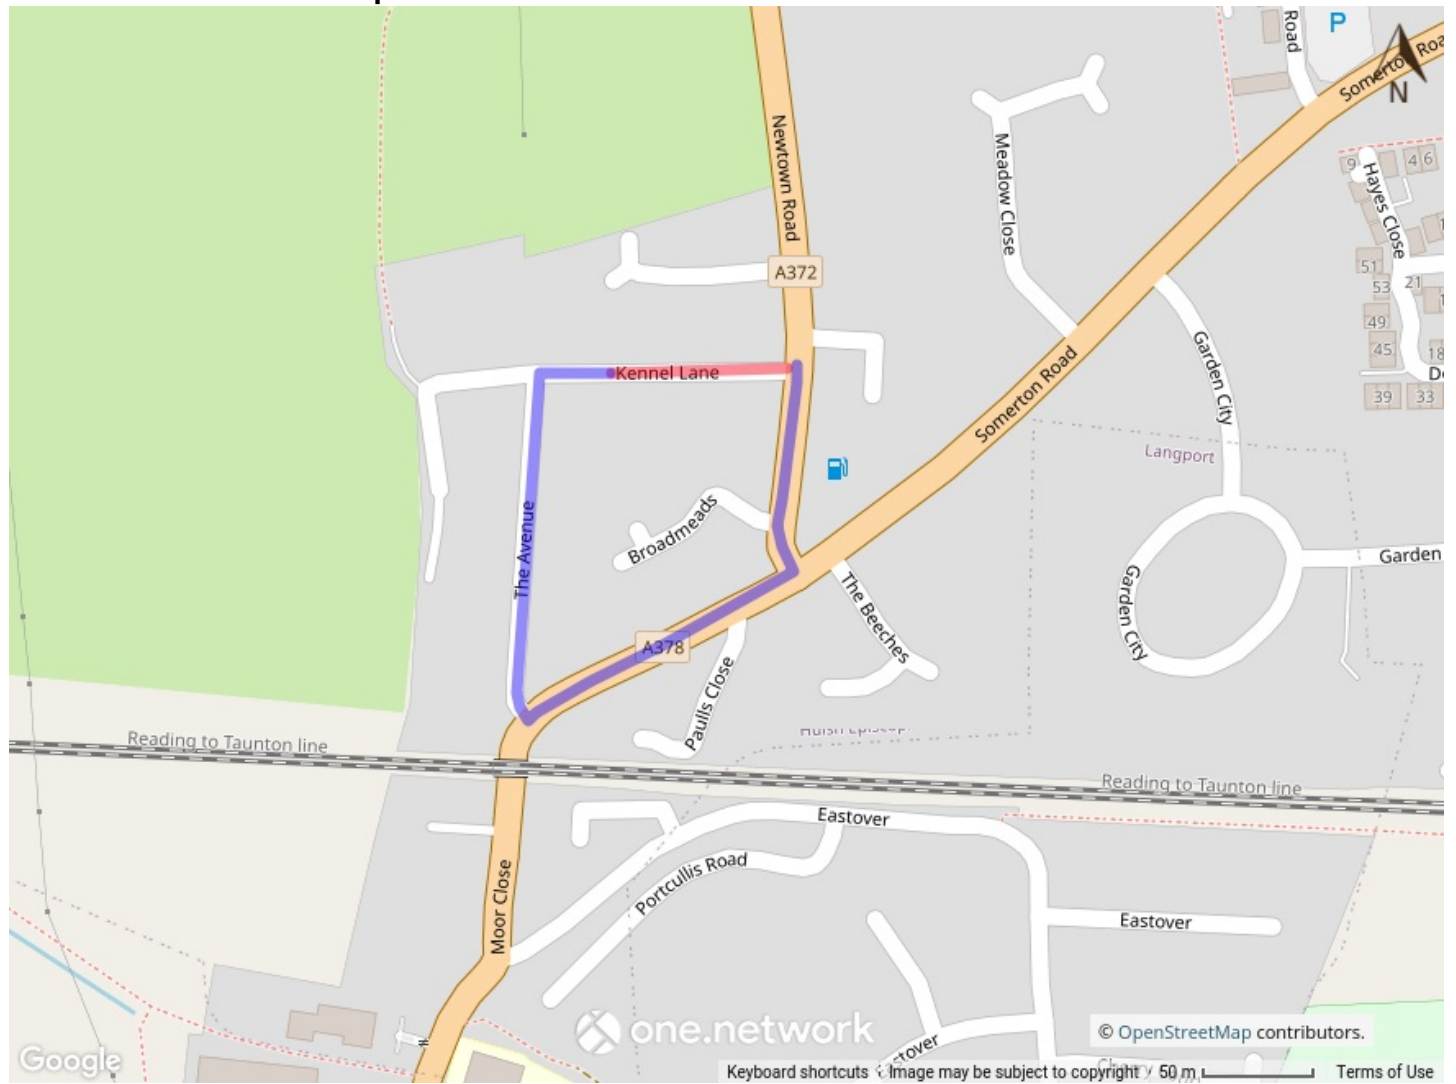 Road
P
Somerton Roa
N
Newtown Road
Meadow Close
9
4 6
Hayes Close
A372
51
53
21
49
45
18
39
33
Garden City
Somerton Road
Kennel Lane
Langport
The Avenue
Broadmeads
Garden City
Garden
The Beeches
A378
Paulls Close
Reading to Taunton line
Reading to Taunton line
Eastover
Portcullis Road
Moor Close
Eastover
one.network
© OpenStreetMap contributors.
Google
Keyboard shortcuts
Image may be subject to copyright
50 m
Terms of Use